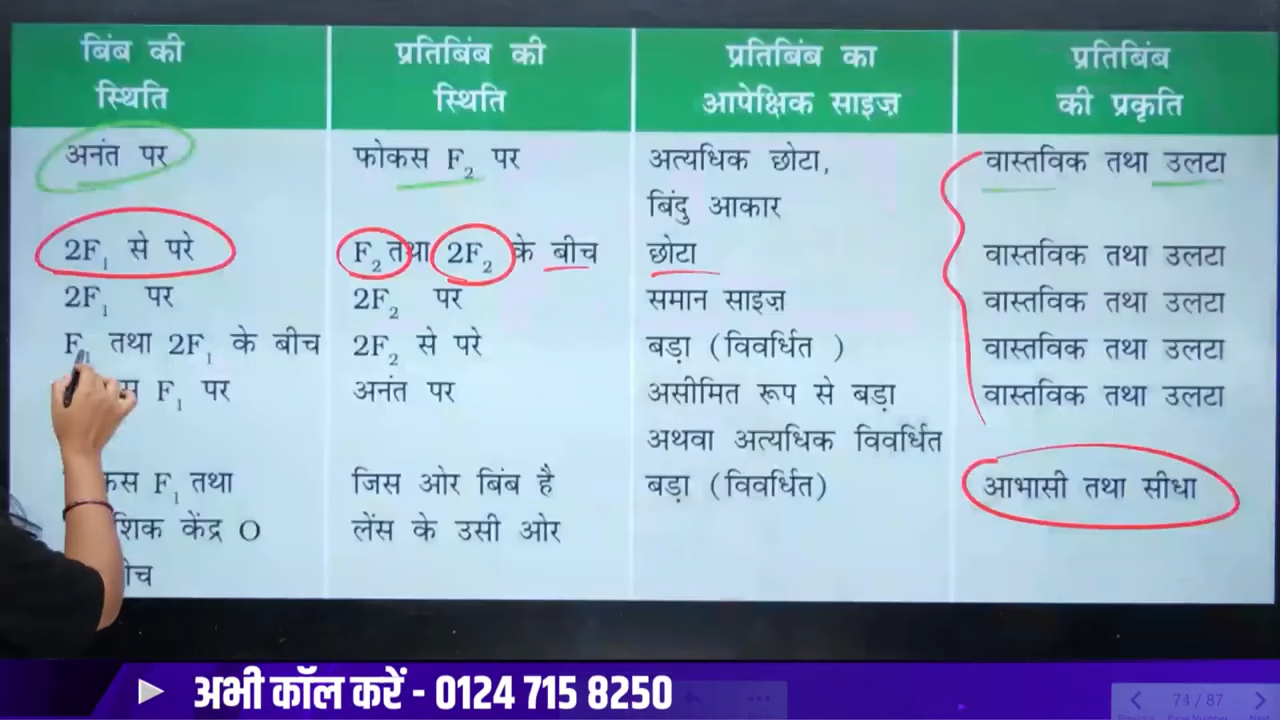 बिंब की स्थिति
प्रतिबिंब की स्थिति
प्रतिबिंब का आपेक्षिक साइज़
प्रतिबिंब की प्रकृति
अनंत पर
फोकस F₂ पर
अत्यधिक छोटा,
बिंदु आकार
वास्तविक तथा उलटा
2F₁ से परे
F₂ तथा 2F₂ के बीच
छोटा
वास्तविक तथा उलटा
2F₁ पर
2F₂ पर
समान साइज़
वास्तविक तथा उलटा
F₁ तथा 2F₁ के बीच
2F₂ से परे
बड़ा (विवर्धित )
वास्तविक तथा उलटा
F₁ पर
अनंत पर
असीमित रूप से बड़ा
अथवा अत्यधिक विवर्धित
वास्तविक तथा उलटा
F₁ तथा
केंद्र O
जिस ओर बिंब है
लेंस के उसी ओर
बड़ा (विवर्धित)
आभासी तथा सीधा
अभी कॉल करें - 0124 715 8250
74 / 87